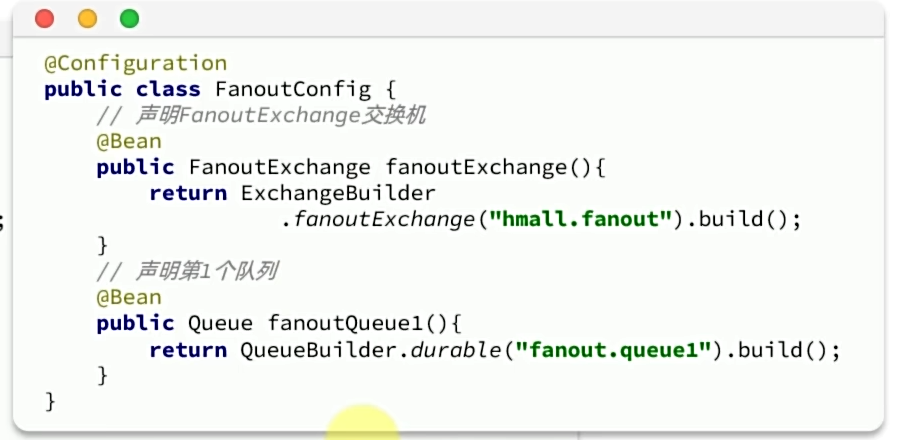 @Configuration
public class FanoutConfig {
// 声明FanoutExchange交换机
@Bean
public FanoutExchange fanoutExchange(){
return ExchangeBuilder
.fanoutExchange("hmall.fanout").build();
}
// 声明第1个队列
@Bean
public Queue fanoutQueue1(){
return QueueBuilder.durable("fanout.queue1").build();
}
}
;